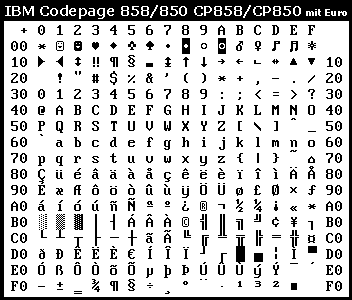 IBM Codepage 858/850 CP858/CP850 mit Euro
+ 0 1 2 3 4 5 6 7 8 9 A B C D E F
00 * ☺ ☻ ♥ ♦ ♣ ♠ • ◘ ○ ◙ ♂ ♀ ♪ ♫ ☼ 00
10 ► ◄ ↕ ‼ ¶ § ▬ ↨ ↑ ↓ → ← ∟ ↔ ▲ ▼ 10
20 ! " # $ % & ' ( ) * + , - . / 20
30 0 1 2 3 4 5 6 7 8 9 : ; < = > ? 30
40 @ A B C D E F G H I J K L M N O 40
50 P Q R S T U V W X Y Z [ \ ] ^ _ 50
60 ` a b c d e f g h i j k l m n o 60
70 p q r s t u v w x y z { | } ~ ⌂ 70
80 Ç ü é â ä à å ç ê ë è ï î ì Ä Å 80
90 É æ Æ ô ö ò û ù ÿ Ö Ü ø £ Ø × ƒ 90
A0 á í ó ú ñ Ñ ª º ¿ ® ¬ ½ ¼ ¡ « » A0
B0 ░ ▒ ▓ │ ┤ Á Â À © ╣ ║ ╗ ╝ ¢ ¥ ┐ B0
C0 └ ┴ ┬ ├ ─ ┼ ã Ã ╚ ╔ ╩ ╦ ╠ ═ ╬ ¤ C0
D0 ð Ð Ê Ë È € Í Î Ï ┘ ┌ █ ▄ ¦ Ì ▀ D0
E0 Ó ß Ô Ò õ Õ µ þ Þ Ú Û Ù ý Ý ¯ ´ E0
F0 - ± ‗ ¾ ¶ § ÷ ¸ ° ¨ · ¹ ³ ² ■ F0